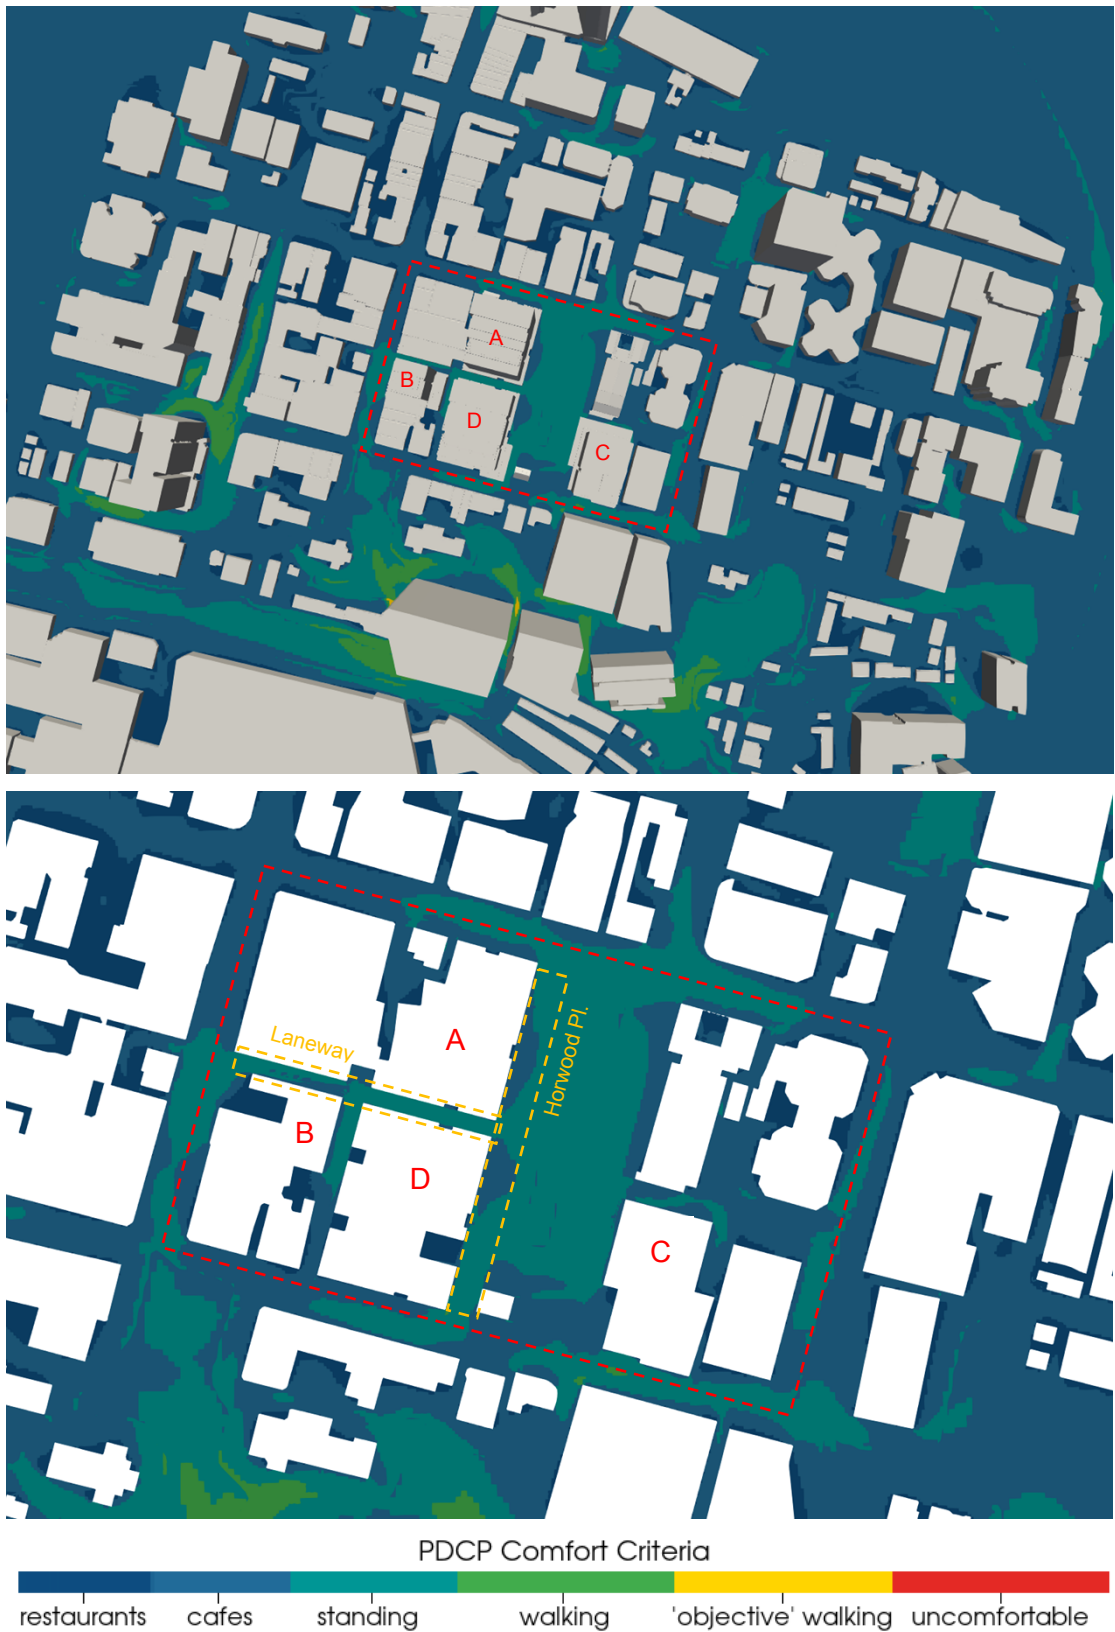 A
B
D
C
Laneway
Horwood Pl.
A
B
D
C
PDCP Comfort Criteria
restaurants cafes standing walking 'objective' walking uncomfortable